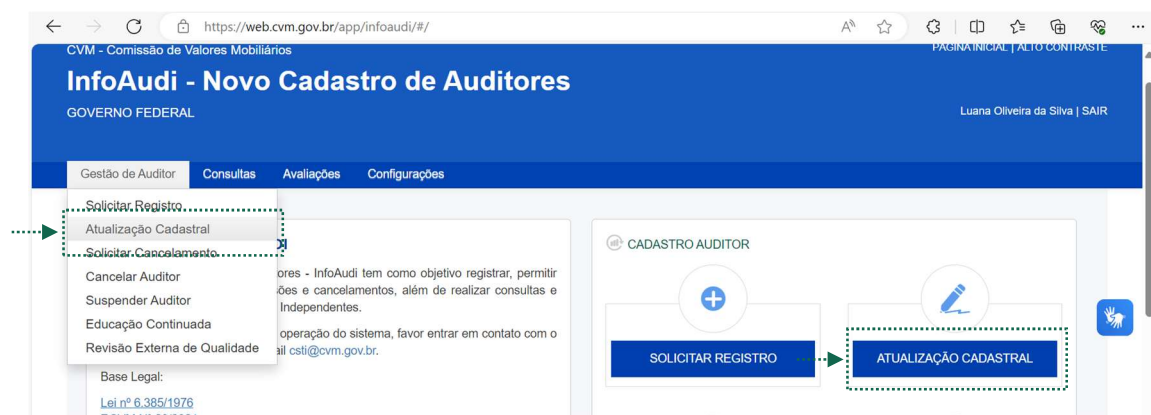 https://web.cvm.gov.br/app/infoaudi/#/
CVM - Comissão de Valores Mobiliários
PÁGINA INICIAL | ALTO CONTRASTE
InfoAudi - Novo Cadastro de Auditores
GOVERNO FEDERAL
Luana Oliveira da Silva | SAIR
Gestão de Auditor Consultas Avaliações Configurações
Solicitar Registro
Atualização Cadastral
Solicitar Cancelamento
Cancelar Auditor
Suspender Auditor
Educação Continuada
Revisão Externa de Qualidade
ores - InfoAudi tem como objetivo registrar, permitir
ões e cancelamentos, além de realizar consultas e
Independentes.
operação do sistema, favor entrar em contato com o
ail csti@cvm.gov.br.
Base Legal:
Lei nº 6.385/1976
CADASTRO AUDITOR
SOLICITAR REGISTRO
ATUALIZAÇÃO CADASTRAL